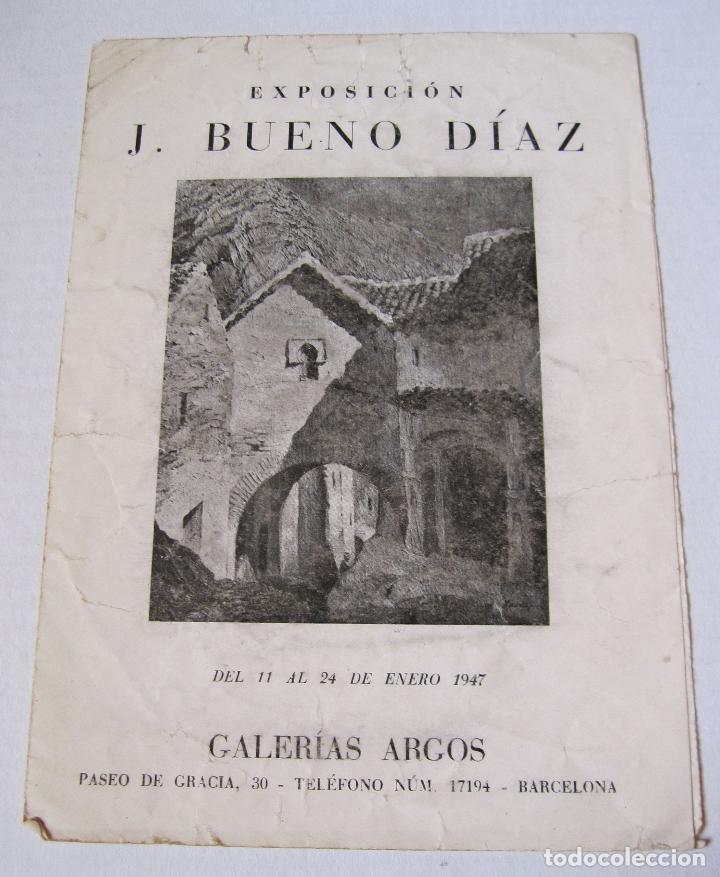 EXPOSICIÓN
J. BUENO DÍAZ
DEL 11 AL 24 DE ENERO 1947
GALERÍAS ARGOS
PASEO DE GRACIA, 30 - TELÉFONO NÚM. 17194 - BARCELONA
todocoleccion.net